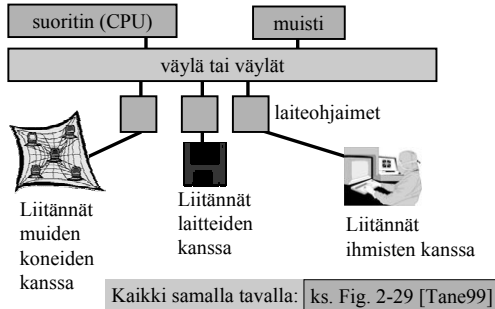 suoritin (CPU)
muisti
väylä tai väylät
laiteohjaimet
Liitännät
muiden
koneiden
kanssa
Liitännät
laitteiden
kanssa
Liitännät
ihmisten kanssa
Kaikki samalla tavalla: ks. Fig. 2-29 [Tane99]